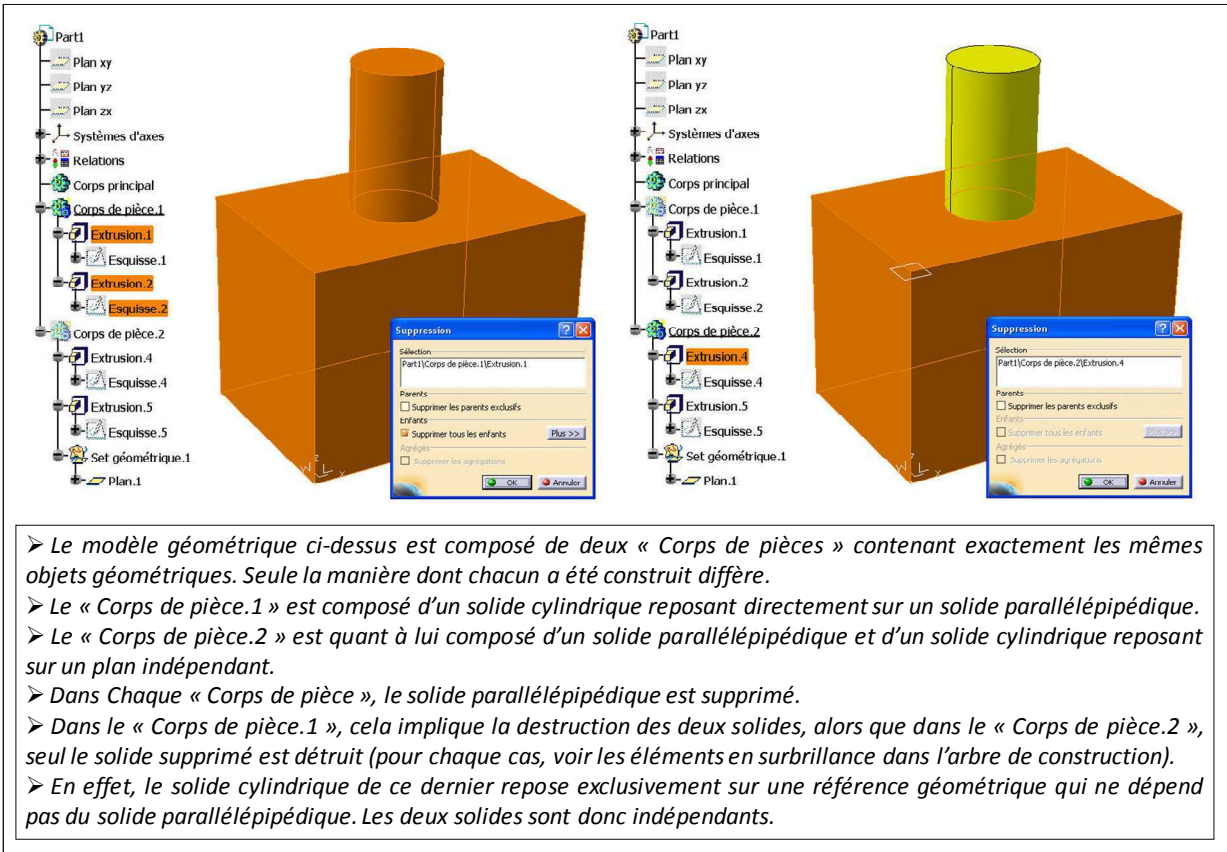 Part1
Plan xy
Plan yz
Plan zx
Systèmes d'axes
Relations
Corps principal
Corps de pièce.1
Extrusion.1
Esquisse.1
Extrusion.2
Esquisse.2
Corps de pièce.2
Extrusion.4
Esquisse.4
Extrusion.5
Esquisse.5
Set géométrique.1
Plan.1
Suppression
Sélection
Part1\Corps de pièce.1\Extrusion.1
Parents
Supprimer les parents exclusifs
Enfants
Supprimer tous les enfants
Plus >>
Agrégés
Supprimer les agrégations
OK
Annuler
Part1
Plan xy
Plan yz
Plan zx
Systèmes d'axes
Relations
Corps principal
Corps de pièce.1
Extrusion.1
Esquisse.1
Extrusion.2
Esquisse.2
Corps de pièce.2
Extrusion.4
Esquisse.4
Extrusion.5
Esquisse.5
Set géométrique.1
Plan.1
Suppression
Sélection
Part1\Corps de pièce.2\Extrusion.4
Parents
Supprimer les parents exclusifs
Enfants
Supprimer tous les enfants
Plus >>
Agrégés
Supprimer les agrégations
OK
Annuler
➤ Le modèle géométrique ci-dessus est composé de deux « Corps de pièces » contenant exactement les mêmes
objets géométriques. Seule la manière dont chacun a été construit diffère.
➤ Le « Corps de pièce.1 » est composé d'un solide cylindrique reposant directement sur un solide parallélépipédique.
➤ Le « Corps de pièce.2 » est quant à lui composé d'un solide parallélépipédique et d'un solide cylindrique reposant
sur un plan indépendant.
➤ Dans Chaque « Corps de pièce », le solide parallélépipédique est supprimé.
➤ Dans le « Corps de pièce.1 », cela implique la destruction des deux solides, alors que dans le « Corps de pièce.2 »,
seul le solide supprimé est détruit (pour chaque cas, voir les éléments en surbrillance dans l'arbre de construction).
➤ En effet, le solide cylindrique de ce dernier repose exclusivement sur une référence géométrique qui ne dépend
pas du solide parallélépipédique. Les deux solides sont donc indépendants.